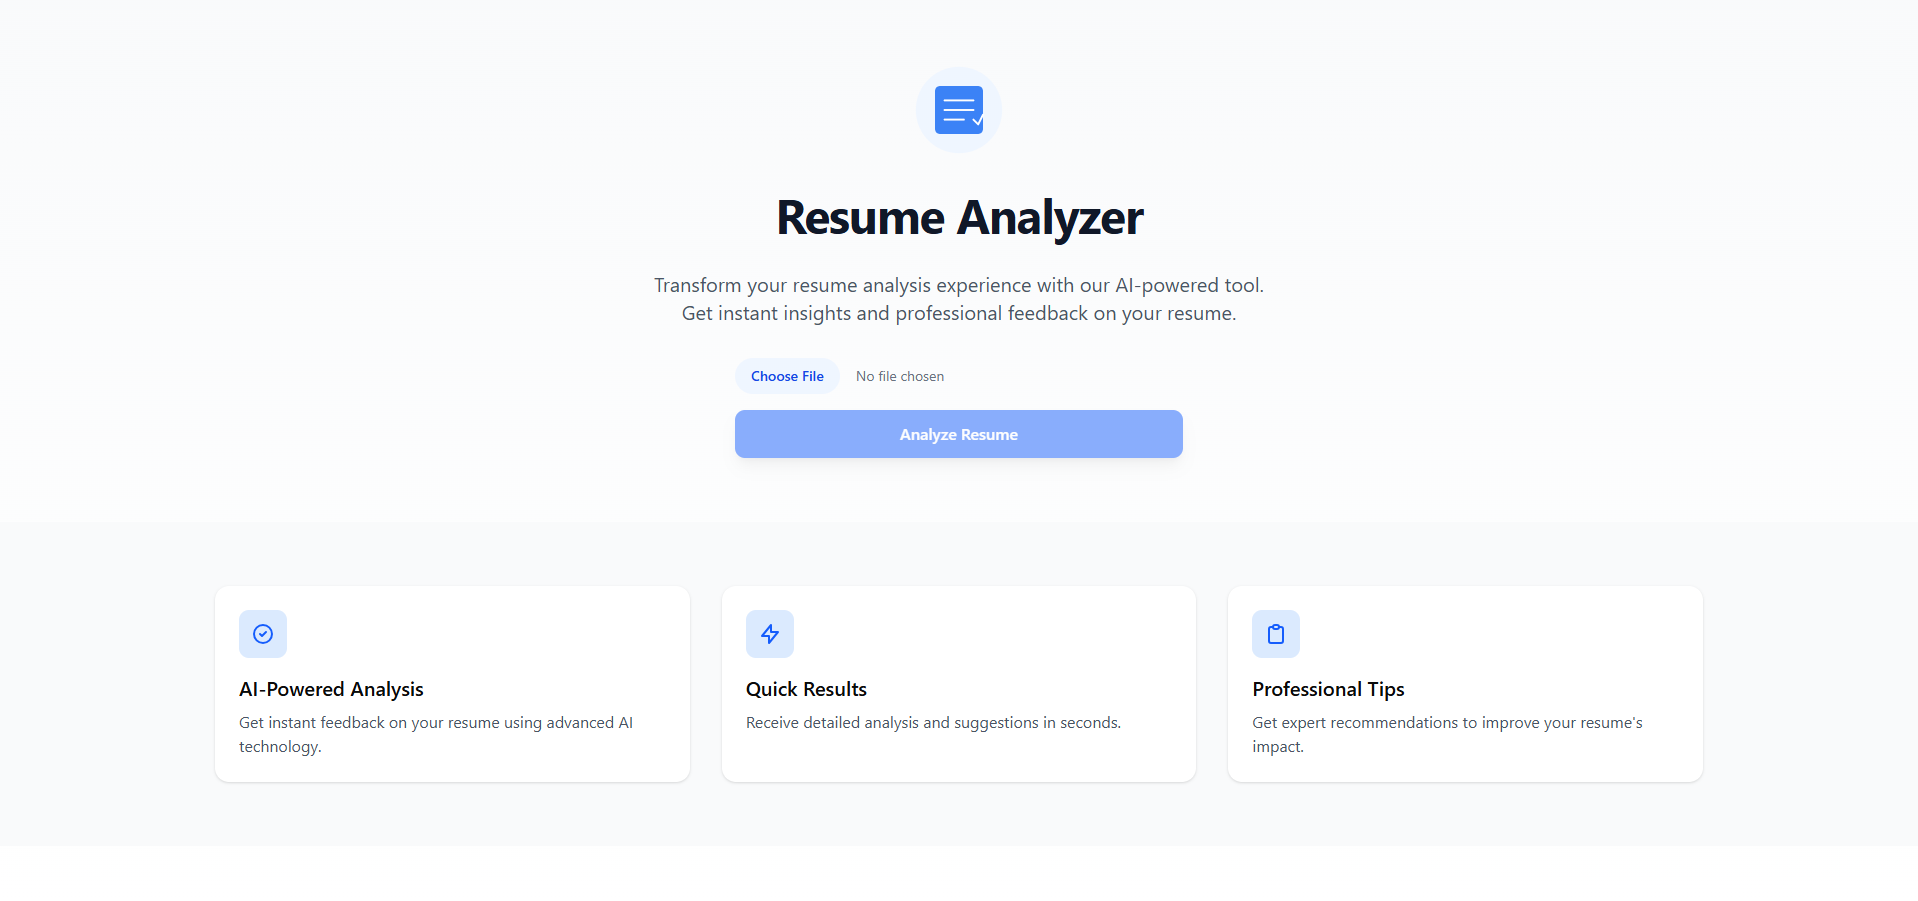 Resume Analyzer
Transform your resume analysis experience with our AI-powered tool.
Get instant insights and professional feedback on your resume.
Choose File No file chosen
Analyze Resume
AI-Powered Analysis
Get instant feedback on your resume using advanced AI
technology.
Quick Results
Receive detailed analysis and suggestions in seconds.
Professional Tips
Get expert recommendations to improve your resume's
impact.